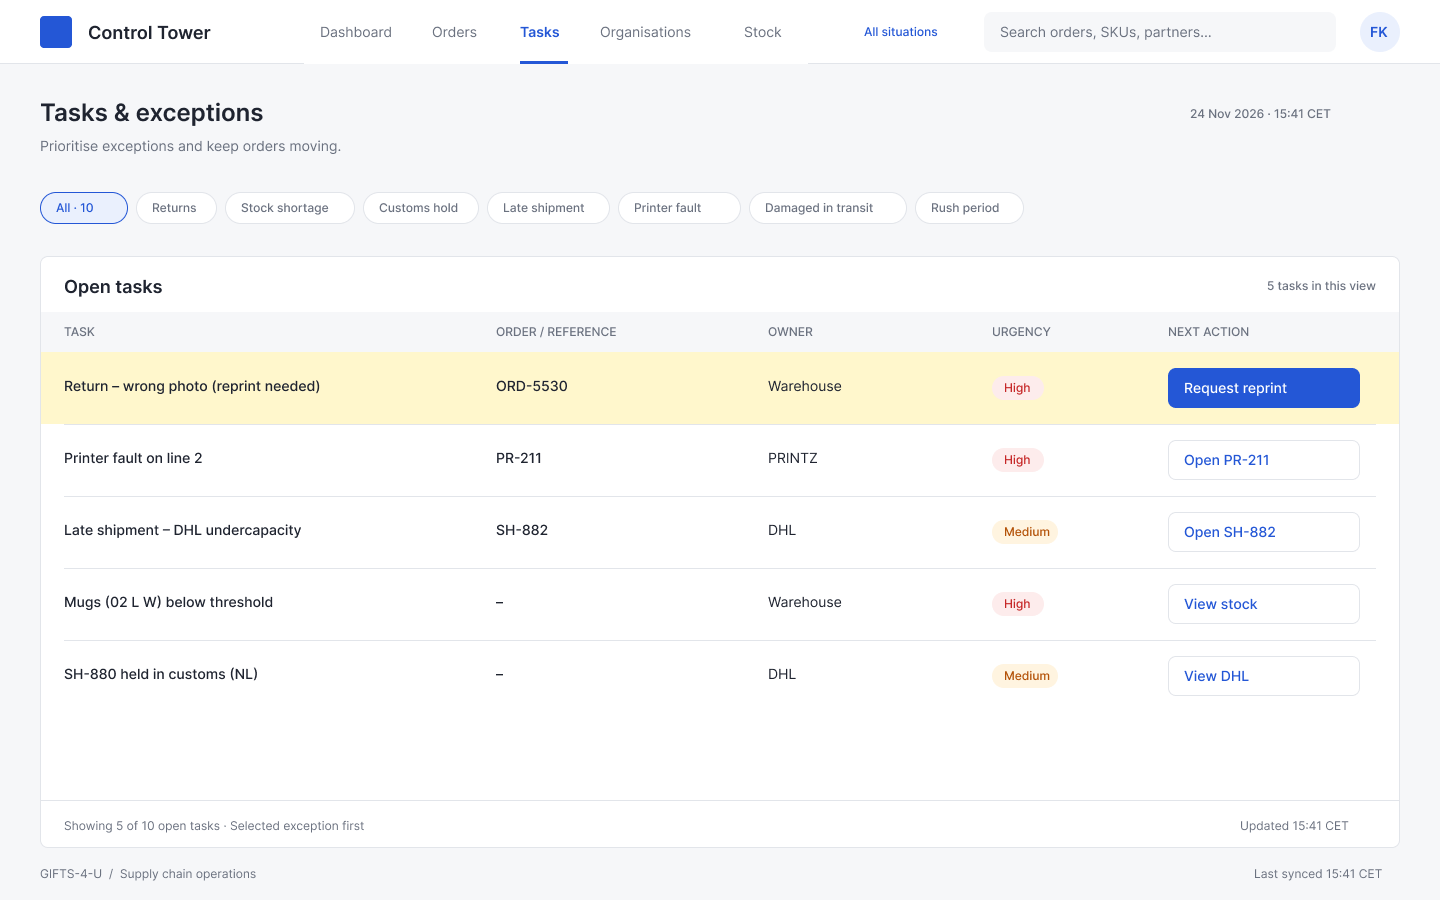 Control Tower
Dashboard Orders Tasks Organisations Stock
All situations
Search orders, SKUs, partners...
FK
Tasks & exceptions
24 Nov 2026 · 15:41 CET
Prioritise exceptions and keep orders moving.
All · 10 Returns Stock shortage Customs hold Late shipment Printer fault Damaged in transit Rush period
Open tasks
5 tasks in this view
TASK ORDER / REFERENCE OWNER URGENCY NEXT ACTION
Return – wrong photo (reprint needed) ORD-5530 Warehouse High Request reprint
Printer fault on line 2 PR-211 PRINTZ High Open PR-211
Late shipment – DHL undercapacity SH-882 DHL Medium Open SH-882
Mugs (02 L W) below threshold – Warehouse High View stock
SH-880 held in customs (NL) – DHL Medium View DHL
Showing 5 of 10 open tasks · Selected exception first
Updated 15:41 CET
GIFTS-4-U / Supply chain operations
Last synced 15:41 CET